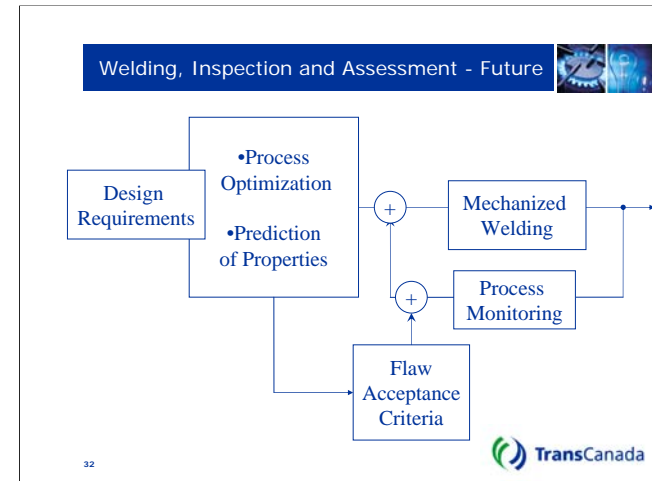 Welding, Inspection and Assessment - Future
•Process
Optimization
•Prediction
of Properties
Design
Requirements
+
Mechanized
Welding
+
Process
Monitoring
Flaw
Acceptance
Criteria
32
TransCanada